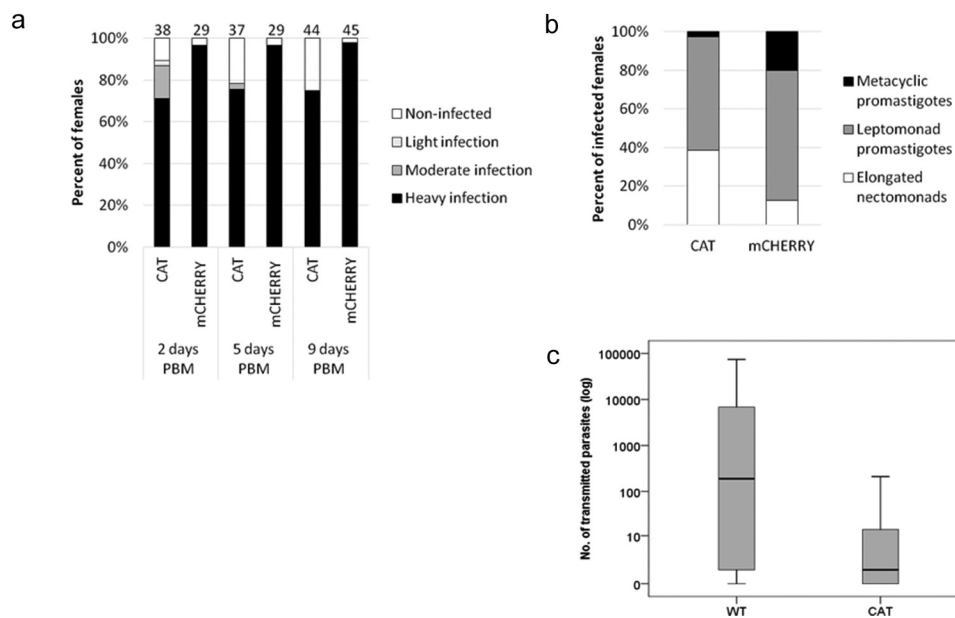 a
38 29 37 29 44 45
100%
80%
60%
40%
20%
0%
Percent of females
CAT mCHERRY CAT mCHERRY CAT mCHERRY
2 days PBM
5 days PBM
9 days PBM
Non-infected
Light infection
Moderate infection
Heavy infection
b
100%
80%
60%
40%
20%
0%
Percent of infected females
CAT mCHERRY
Metacyclic
promastigotes
Leptomonad
promastigotes
Elongated
nectomonads
c
100000
10000
1000
100
10
0
No. of transmitted parasites (log)
WT CAT